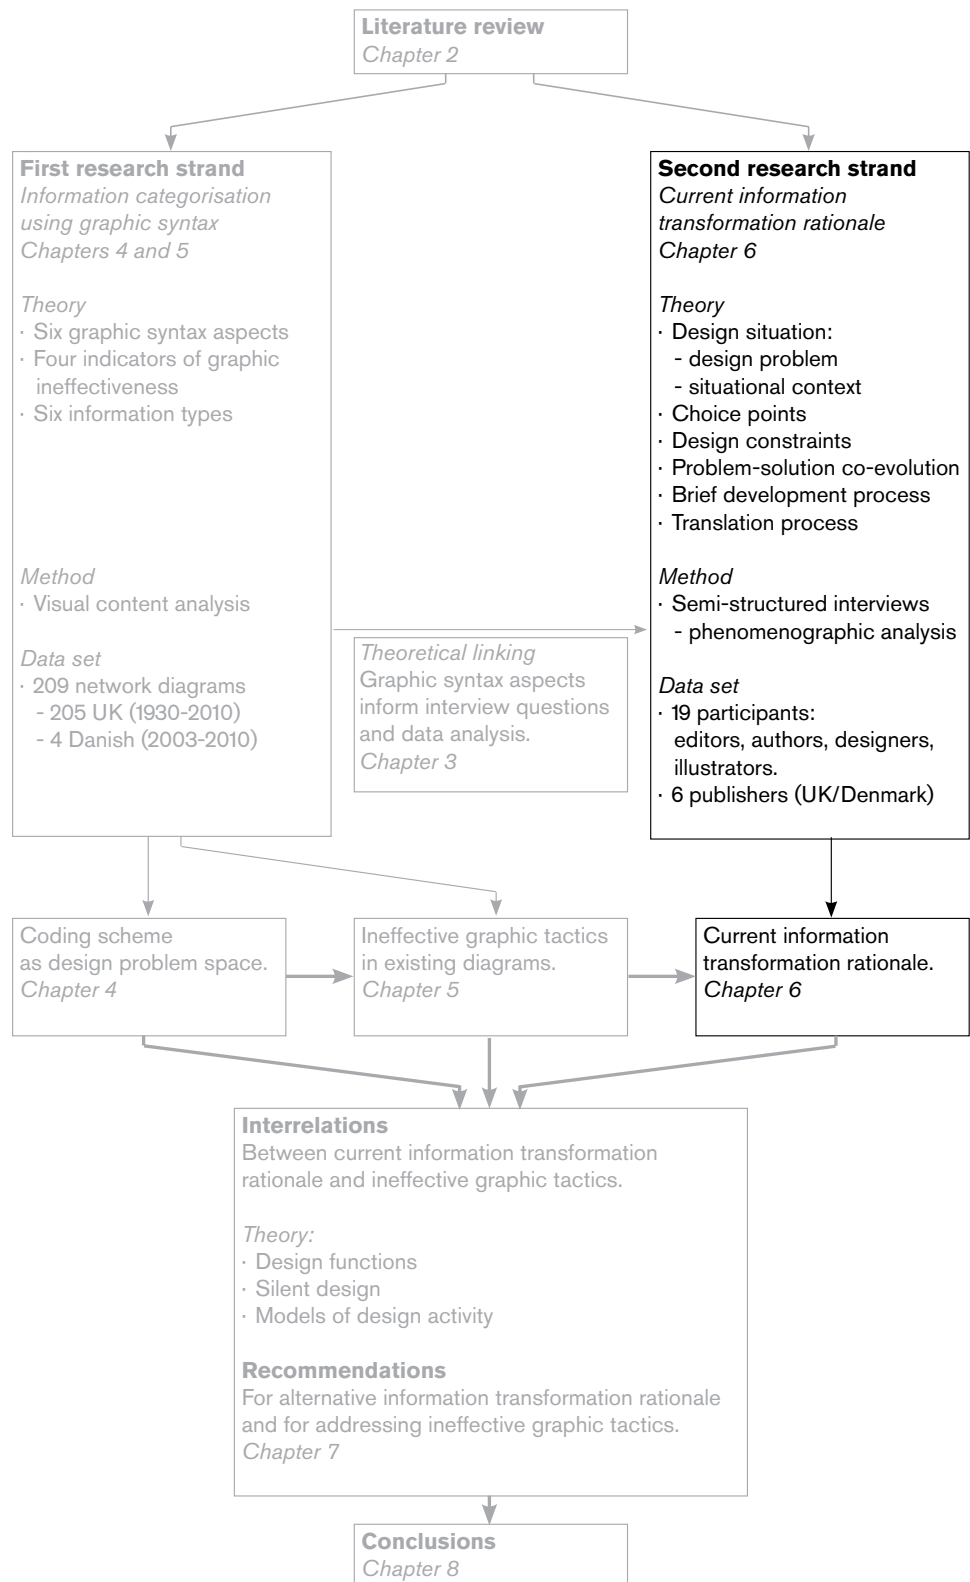 Literature review
Chapter 2
First research strand
Information categorisation
using graphic syntax
Chapters 4 and 5
Theory
· Six graphic syntax aspects
· Four indicators of graphic
ineffectiveness
· Six information types
Method
· Visual content analysis
Data set
· 209 network diagrams
- 205 UK (1930-2010)
- 4 Danish (2003-2010)
Theoretical linking
Graphic syntax aspects
inform interview questions
and data analysis.
Chapter 3
Second research strand
Current information
transformation rationale
Chapter 6
Theory
· Design situation:
- design problem
- situational context
· Choice points
· Design constraints
· Problem-solution co-evolution
· Brief development process
· Translation process
Method
· Semi-structured interviews
- phenomenographic analysis
Data set
· 19 participants:
editors, authors, designers,
illustrators.
· 6 publishers (UK/Denmark)
Coding scheme
as design problem space.
Chapter 4
Ineffective graphic tactics
in existing diagrams.
Chapter 5
Current information
transformation rationale.
Chapter 6
Interrelations
Between current information transformation
rationale and ineffective graphic tactics.
Theory:
· Design functions
· Silent design
· Models of design activity
Recommendations
For alternative information transformation rationale
and for addressing ineffective graphic tactics.
Chapter 7
Conclusions
Chapter 8